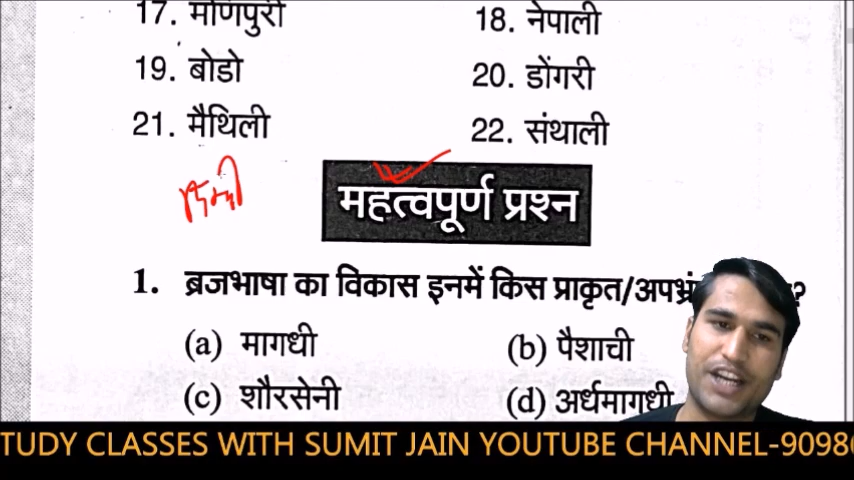 17. मणिपुरी
18. नेपाली
19. बोडो
20. डोंगरी
21. मैथिली
22. संथाली
महत्वपूर्ण प्रश्न
1. ब्रजभाषा का विकास इनमें किस प्राकृत/अपभ्रं ?
(a) मागधी
(b) पैशाची
(c) शौरसेनी
(d) अर्धमागधी
TUDY CLASSES WITH SUMIT JAIN YOUTUBE CHANNEL-9098